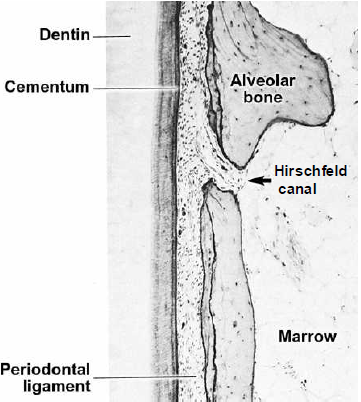 Dentin
Cementum
Alveolar
bone
Hirschfeld
canal
Marrow
Periodontal
ligament